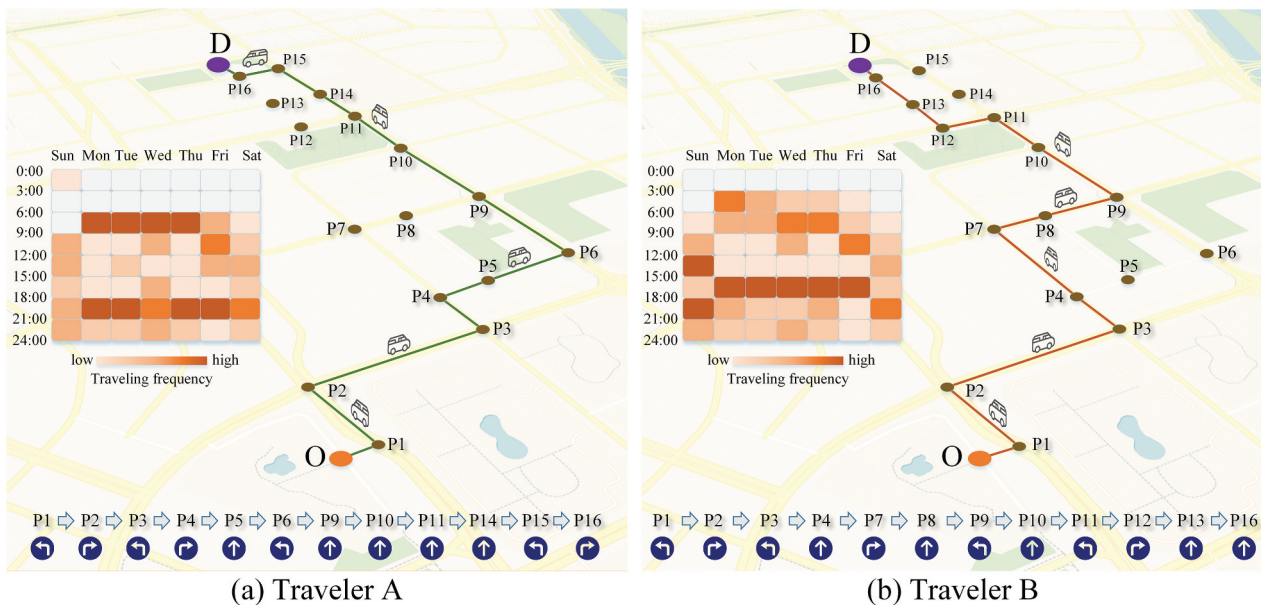 D
P15
P16
P14
P13
P11
P12
P10
Sun Mon Tue Wed Thu Fri Sat
0:00
3:00
6:00
9:00
12:00
15:00
18:00
21:00
24:00
P9
P8
P7
P6
P5
P4
P3
low high
Traveling frequency
P2
P1
O
P1 P2 P3 P4 P5 P6 P9 P10 P11 P14 P15 P16
(a) Traveler A
D
P15
P16
P14
P13
P11
P12
P10
Sun Mon Tue Wed Thu Fri Sat
0:00
3:00
6:00
9:00
12:00
15:00
18:00
21:00
24:00
P9
P8
P7
P6
P5
P4
P3
low high
Traveling frequency
P2
P1
O
P1 P2 P3 P4 P7 P8 P9 P10 P11 P12 P13 P16
(b) Traveler B